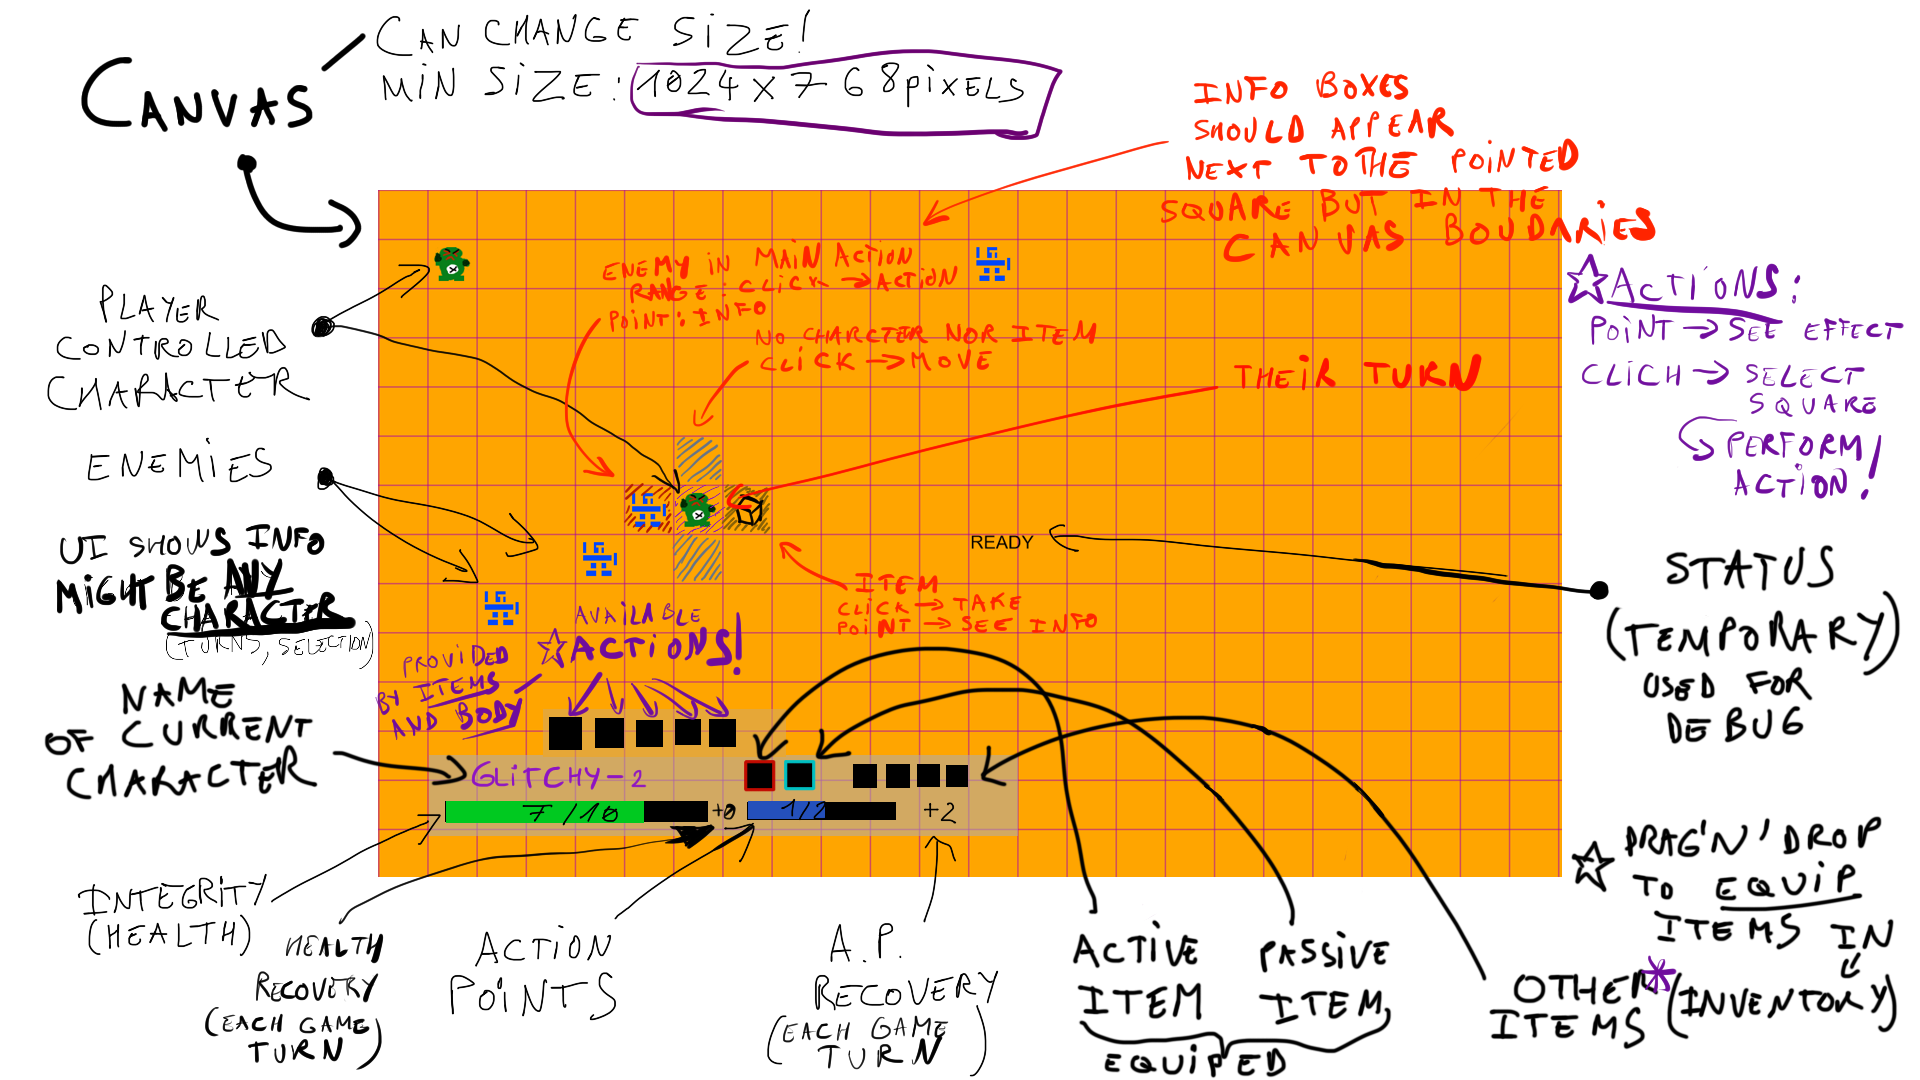 CANVAS
CAN CHANGE SIZE!
MIN SIZE: 1024 X 768 PIXELS
INFO BOXES
SHOULD APPEAR
NEXT TO THE POINTED
SQUARE BUT IN THE
CANVAS BOUDARIES
ENEMY IN MAIN ACTION
RANGE: CLICK → ACTION
POINT: INFO
NO CHARCTER NOR ITEM
CLICK → MOVE
THEIR TURN
☆ ACTIONS:
POINT → SEE EFFECT
CLICH → SELECT
SQUARE
PERFORM
ACTION!
PLAYER
CONTROLLED
CHARACTER
ENEMIES
UI SHOWS INFO
MIGHT BE ANY
CHARACTER
(TURNS, SELECTION)
READY
STATUS
(TEMPORARY)
USED FOR
DEBUG
ITEM
CLICK → TAKE
POINT → SEE INFO
AVAILABLE
☆ ACTIONS!
PROVIDED
BY ITEMS
AND BODY
NAME
OF CURRENT
CHARACTER
GLITCHY-2
7/10
+0
1/2
+2
INTEGRITY
(HEALTH)
HEALTH
RECOVERY
(EACH GAME
TURN)
ACTION
POINTS
A.P.
RECOVERY
(EACH GAME
TURN)
ACTIVE
ITEM
PASSIVE
ITEM
EQUIPED
OTHER
ITEMS
* (INVENTORY)
☆ DRAG'N'DROP
TO EQUIP
ITEMS IN